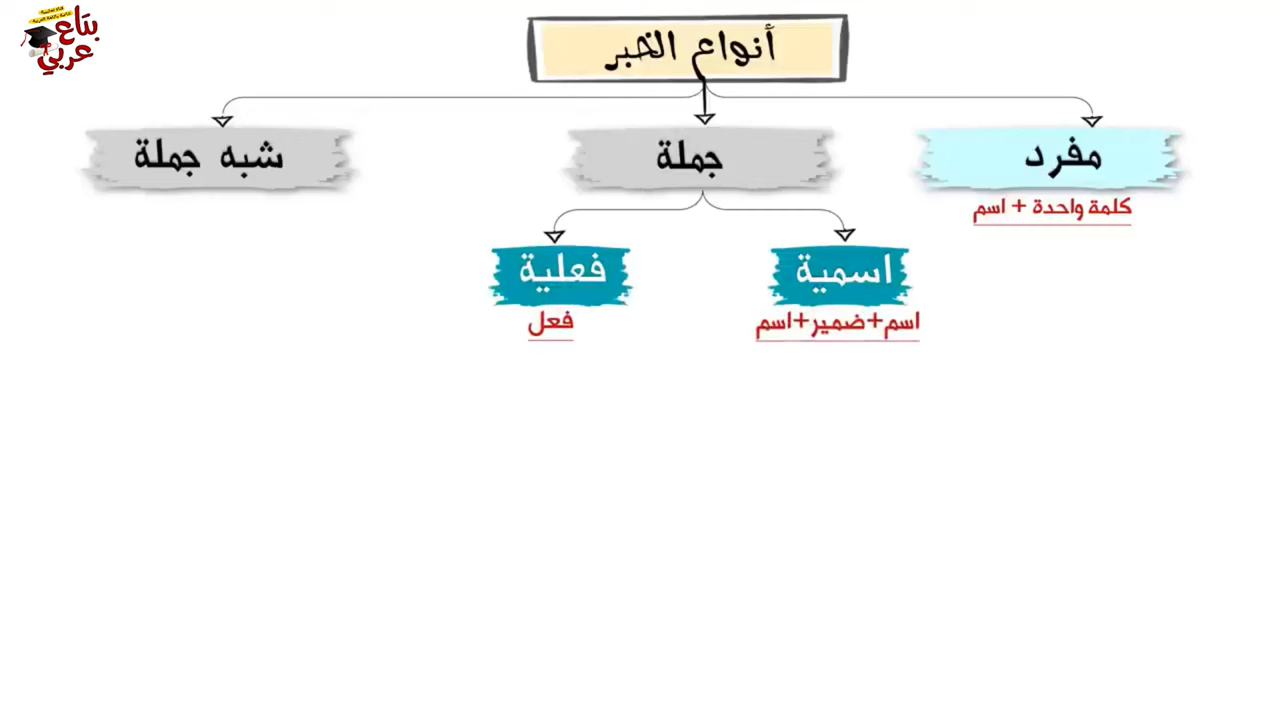 بتاع عربي
أنواع الخبر
مفرد
جملة
شبه جملة
كلمة واحدة + اسم
اسمية
فعلية
اسم+ضمير+اسم
فعل